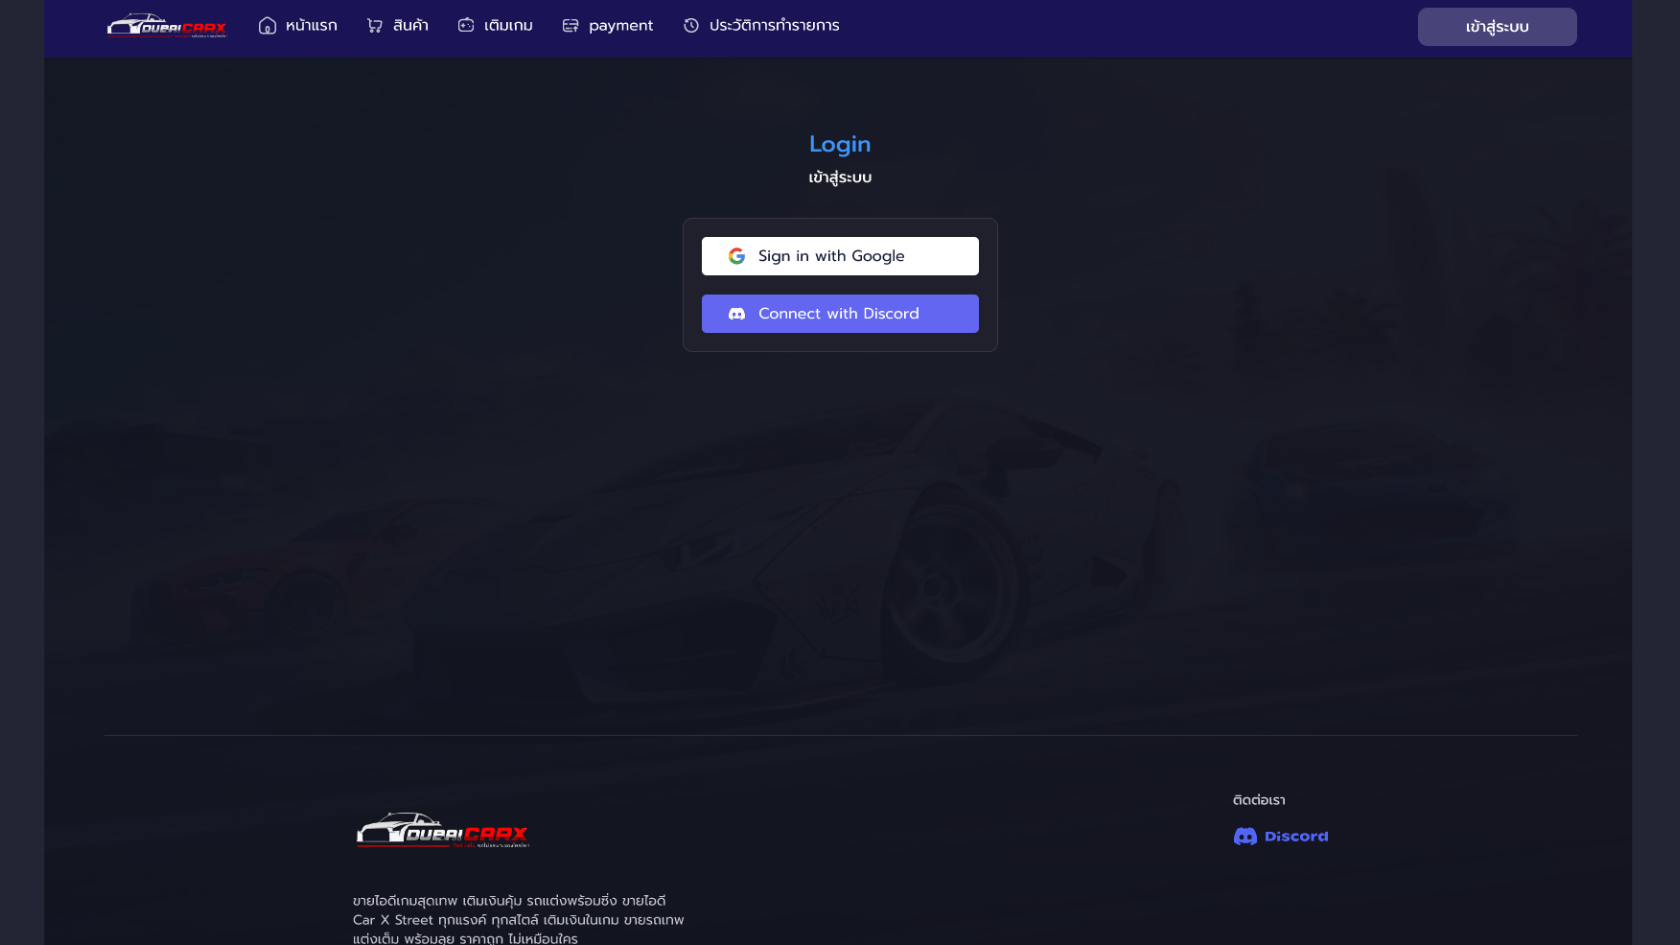 DUBAI CARX
หน้าแรก
สินค้า
เติมเกม
payment
ประวัติการทำรายการ
เข้าสู่ระบบ
Login
เข้าสู่ระบบ
Sign in with Google
Connect with Discord
DUBAI CARX
ติดต่อเรา
Discord
ขายไอดีเกมสุดเทพ เติมเงินคุ้ม รถแต่งพร้อมซิ่ง ขายไอดี
Car X Street ทุกแรงค์ ทุกสไตล์ เติมเงินในเกม ขายรถเทพ
แต่งเต็ม พร้อมลุย ราคาถูก ไม่เหมือนใคร